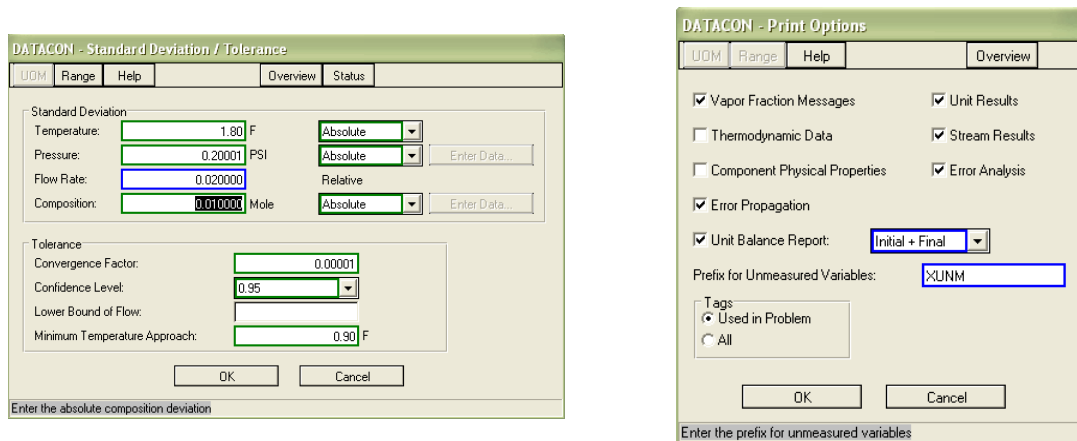 DATACON - Standard Deviation / Tolerance
UOM Range Help Overview Status
Standard Deviation
Temperature: 1.80 F Absolute
Pressure: 0.20001 PSI Absolute Enter Data...
Flow Rate: 0.020000 Relative
Composition: 0.010000 Mole Absolute Enter Data...
Tolerance
Convergence Factor: 0.00001
Confidence Level: 0.95
Lower Bound of Flow:
Minimum Temperature Approach: 0.90 F
OK Cancel
Enter the absolute composition deviation
DATACON - Print Options
UOM Range Help Overview
Vapor Fraction Messages Unit Results
Thermodynamic Data Stream Results
Component Physical Properties Error Analysis
Error Propagation
Unit Balance Report: Initial + Final
Prefix for Unmeasured Variables: XUNM
Tags
Used in Problem
All
OK Cancel
Enter the prefix for unmeasured variables